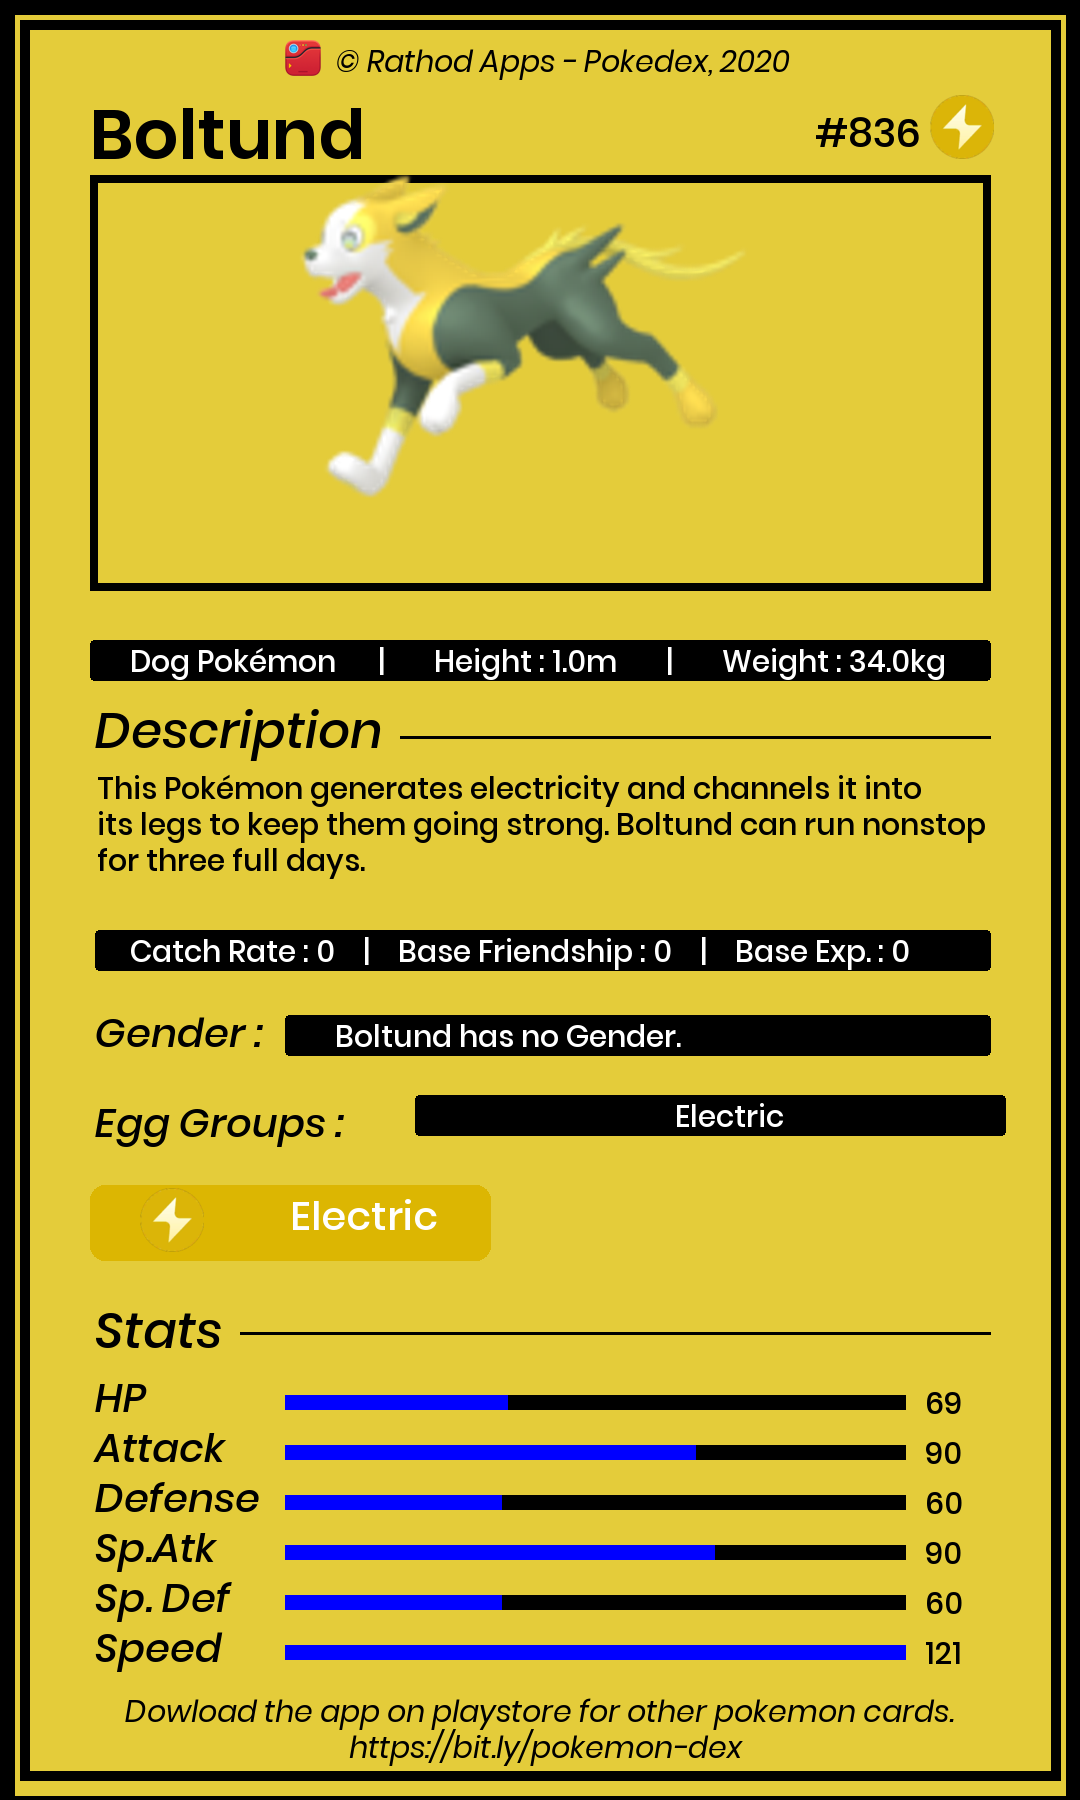 © Rathod Apps - Pokedex, 2020
Boltund
#836
Dog Pokémon | Height : 1.0m | Weight : 34.0kg
Description
This Pokémon generates electricity and channels it into
its legs to keep them going strong. Boltund can run nonstop
for three full days.
Catch Rate : 0 | Base Friendship : 0 | Base Exp. : 0
Gender : Boltund has no Gender.
Egg Groups : Electric
Electric
Stats
HP 69
Attack 90
Defense 60
Sp.Atk 90
Sp. Def 60
Speed 121
Dowload the app on playstore for other pokemon cards.
https://bit.ly/pokemon-dex